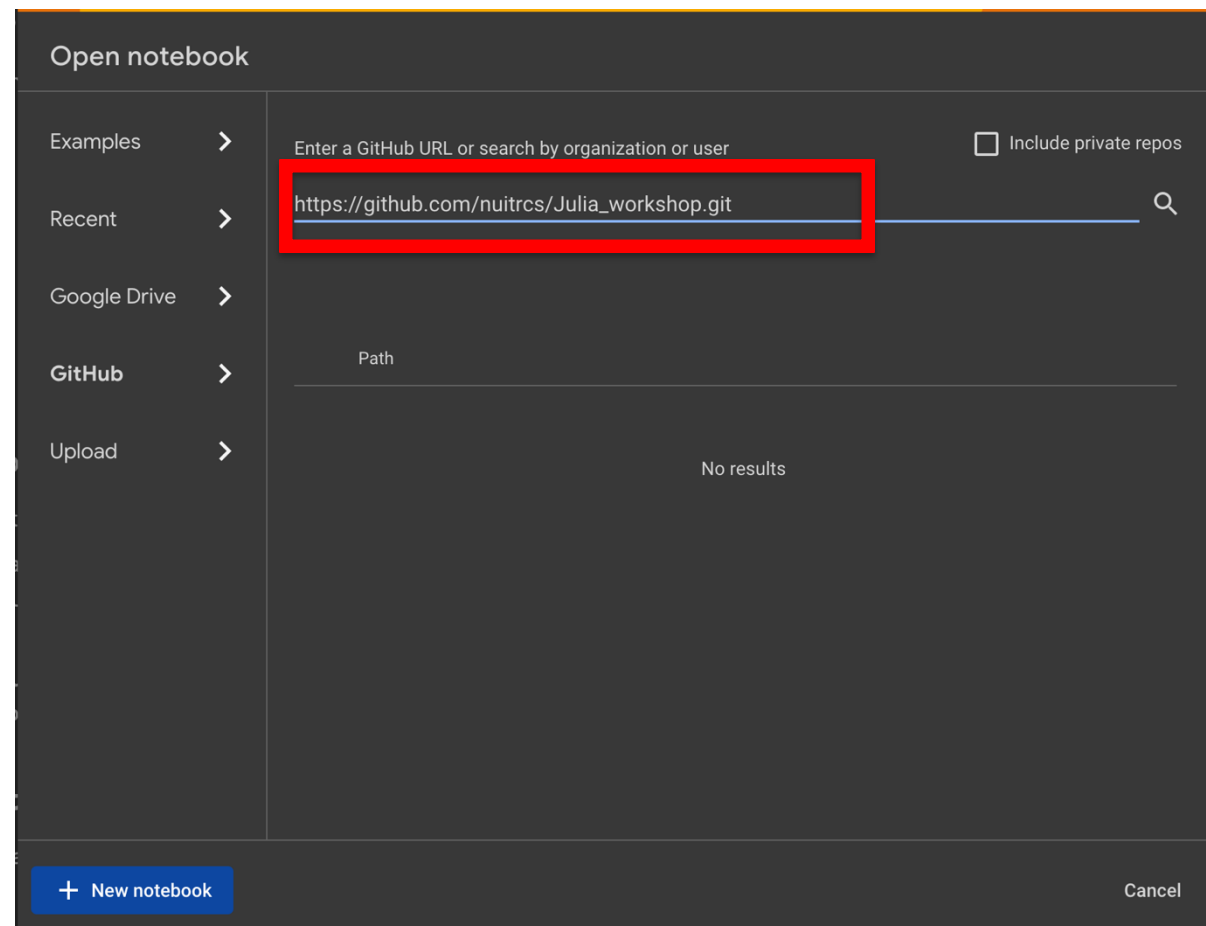 Open notebook
Examples
Recent
Google Drive
GitHub
Upload
Enter a GitHub URL or search by organization or user
Include private repos
https://github.com/nuitrcs/Julia_workshop.git
Path
No results
+ New notebook
Cancel